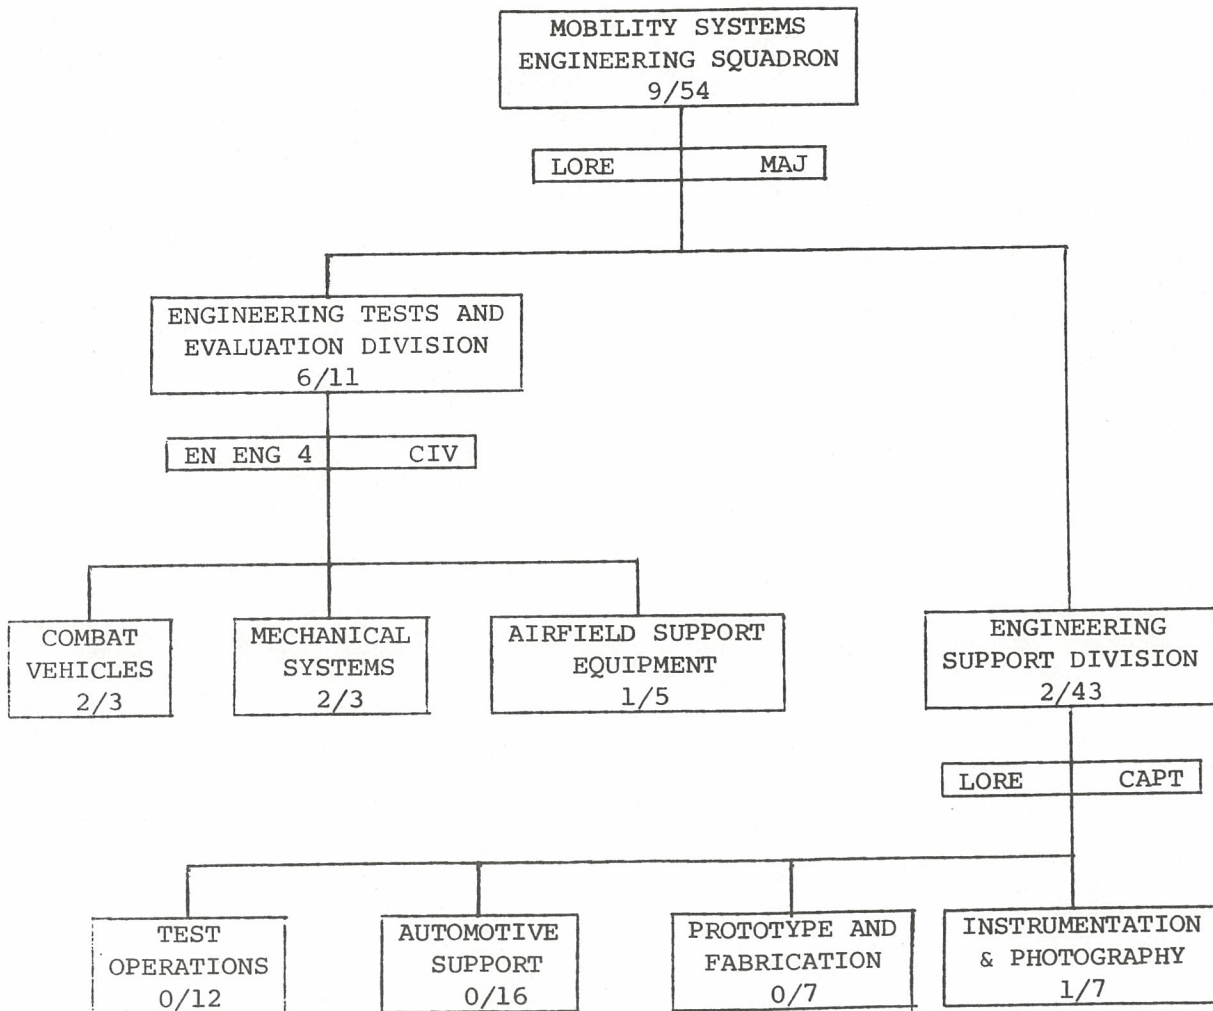 MOBILITY SYSTEMS
ENGINEERING SQUADRON
9/54
LORE MAJ
ENGINEERING TESTS AND
EVALUATION DIVISION
6/11
EN ENG 4 CIV
COMBAT
VEHICLES
2/3
MECHANICAL
SYSTEMS
2/3
AIRFIELD SUPPORT
EQUIPMENT
1/5
ENGINEERING
SUPPORT DIVISION
2/43
LORE CAPT
TEST
OPERATIONS
0/12
AUTOMOTIVE
SUPPORT
0/16
PROTOTYPE AND
FABRICATION
0/7
INSTRUMENTATION
& PHOTOGRAPHY
1/7